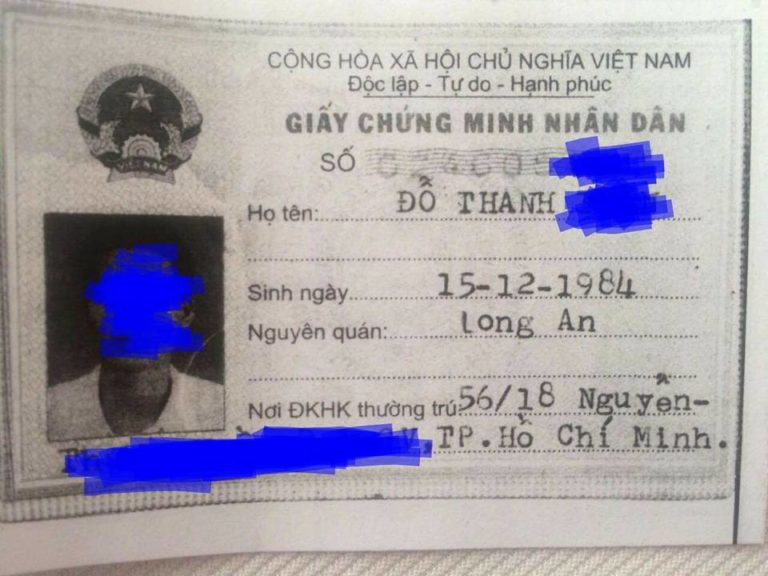 CỘNG HÒA XÃ HỘI CHỦ NGHĨA VIỆT NAM
Độc lập - Tự do - Hạnh phúc
GIẤY CHỨNG MINH NHÂN DÂN
SỐ
VIỆT NAM
Họ tên: ĐỖ THANH
Sinh ngày 15-12-1984
Nguyên quán: Long An
Nơi ĐKHK thường trú: 56/18 Nguyễn-
TP.Hồ Chí Minh.